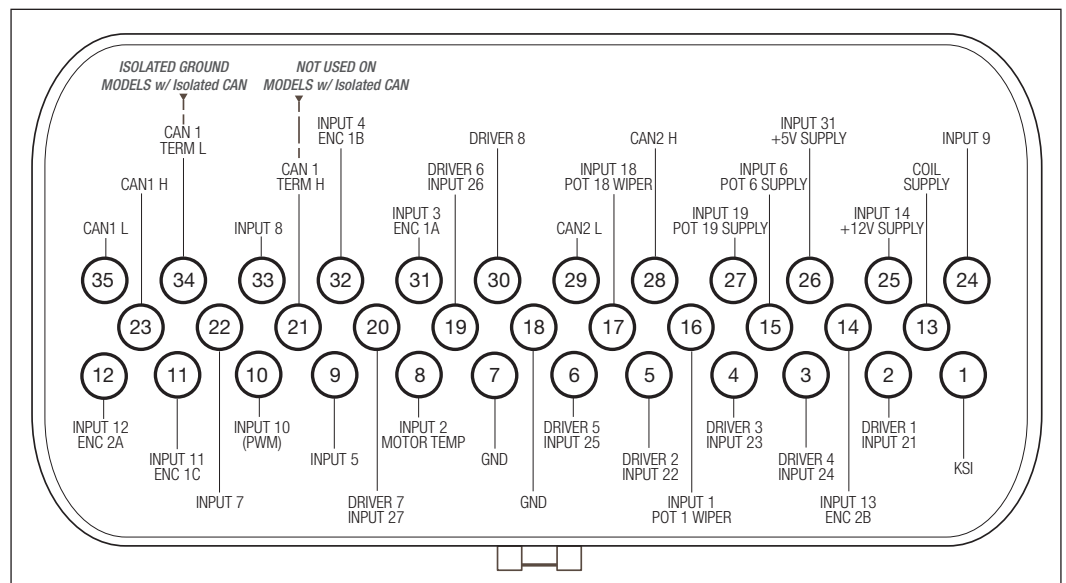 ISOLATED GROUND
MODELS w/ Isolated CAN
NOT USED ON
MODELS w/ Isolated CAN
CAN1 L
CAN1 H
CAN 1
TERM L
INPUT 8
CAN 1
TERM H
INPUT 4
ENC 1B
INPUT 3
ENC 1A
DRIVER 6
INPUT 26
DRIVER 8
CAN2 L
INPUT 18
POT 18 WIPER
CAN2 H
INPUT 19
POT 19 SUPPLY
INPUT 6
POT 6 SUPPLY
INPUT 31
+5V SUPPLY
INPUT 14
+12V SUPPLY
COIL
SUPPLY
INPUT 9
35
34
33
32
31
30
29
28
27
26
25
24
23
22
21
20
19
18
17
16
15
14
13
12
11
10
9
8
7
6
5
4
3
2
1
INPUT 12
ENC 2A
INPUT 11
ENC 1C
INPUT 7
INPUT 10
(PWM)
INPUT 5
DRIVER 7
INPUT 27
INPUT 2
MOTOR TEMP
GND
GND
DRIVER 5
INPUT 25
DRIVER 2
INPUT 22
INPUT 1
POT 1 WIPER
DRIVER 3
INPUT 23
DRIVER 4
INPUT 24
INPUT 13
ENC 2B
DRIVER 1
INPUT 21
KSI